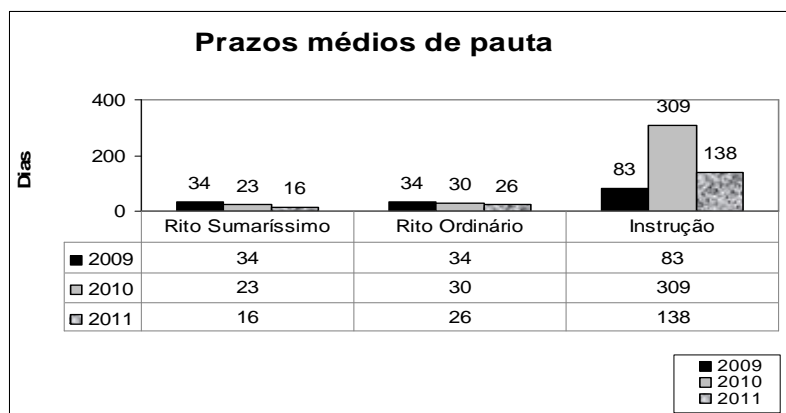 Prazos médios de pauta
Dias
400
200
0
34 23 16
34 30 26
83 309 138
Rito Sumaríssimo Rito Ordinário Instrução
2009 34 34 83
2010 23 30 309
2011 16 26 138
2009
2010
2011